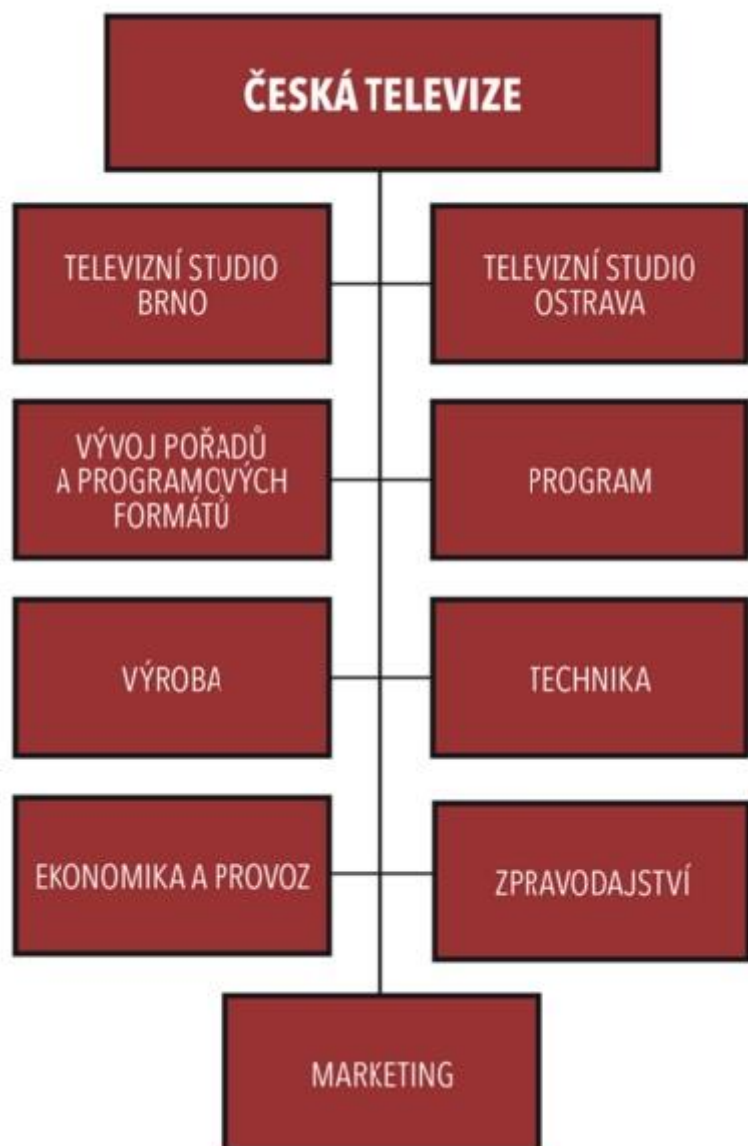 ČESKÁ TELEVIZE
TELEVIZNÍ STUDIO
BRNO
TELEVIZNÍ STUDIO
OSTRAVA
VÝVOJ POŘADŮ
A PROGRAMOVÝCH
FORMÁTŮ
PROGRAM
VÝROBA
TECHNIKA
EKONOMIKA A PROVOZ
ZPRAVODAJSTVÍ
MARKETING